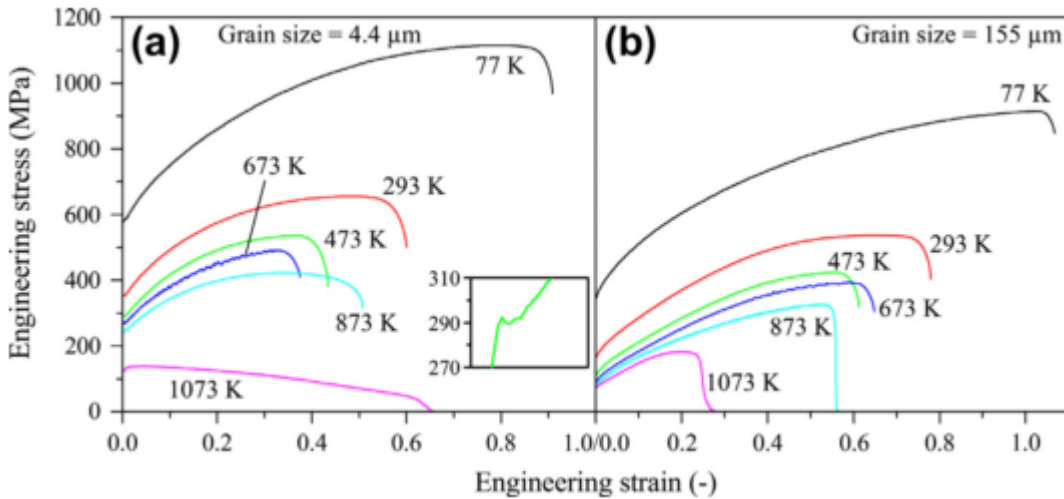 Engineering stress (MPa)
1200
1000
800
600
400
200
0
(a)
Grain size = 4.4 µm
77 K
673 K
293 K
473 K
873 K
1073 K
310
290
270
0.0
0.2
0.4
0.6
0.8
1.0
(b)
Grain size = 155 µm
77 K
293 K
473 K
673 K
873 K
1073 K
0.0
0.2
0.4
0.6
0.8
1.0
Engineering strain (-)